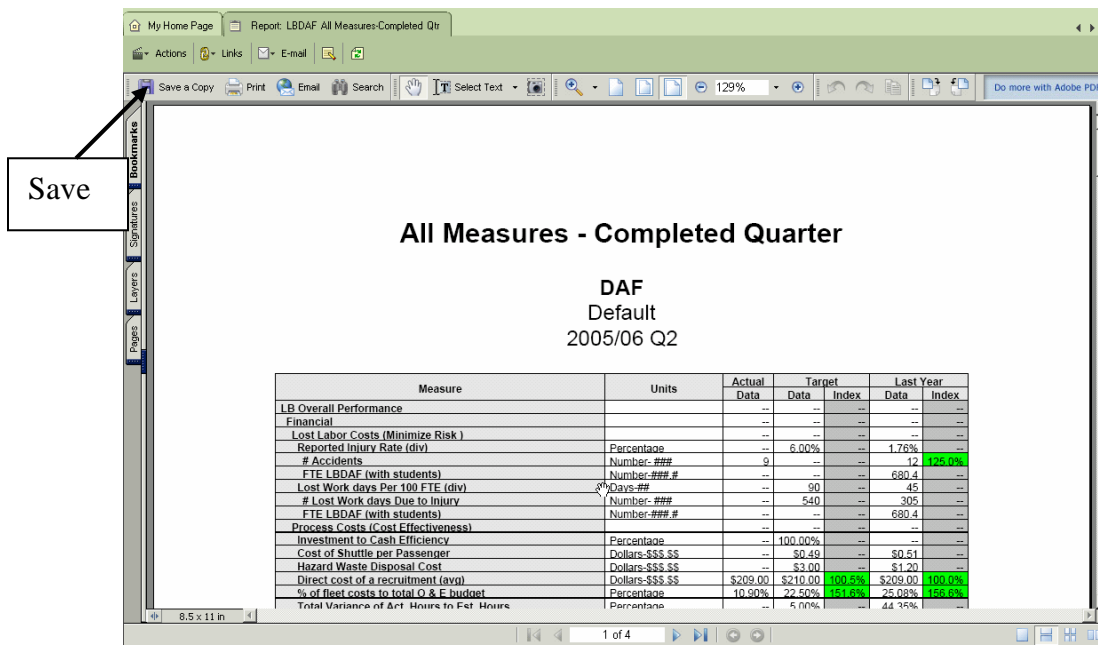 My Home Page Report: LBDAF All Measures-Completed Qtr
Actions Links E-mail
Save a Copy Print Email Search Select Text 129% Do more with Adobe PDF
Bookmarks
Save
Signatures
Layers
Pages
All Measures - Completed Quarter
DAF
Default
2005/06 Q2
Measure Units Actual Target Last Year
Data Data Index Data Index
LB Overall Performance -- -- -- -- --
Financial -- -- -- -- --
Lost Labor Costs (Minimize Risk ) -- -- -- -- --
Reported Injury Rate (div) Percentage -- 6.00% -- 1.76% --
# Accidents Number- ### 9 -- -- 12 125.0%
FTE LBDAF (with students) Number-###.# -- -- -- 680.4 --
Lost Work days Per 100 FTE (div) Days-## -- 90 -- 45 --
# Lost Work days Due to Injury Number- ### -- 540 -- 305 --
FTE LBDAF (with students) Number-###.# -- -- -- 680.4 --
Process Costs (Cost Effectiveness) -- -- -- -- --
Investment to Cash Efficiency Percentage -- 100.00% -- -- --
Cost of Shuttle per Passenger Dollars-$$$.$$ -- $0.49 -- $0.51 --
Hazard Waste Disposal Cost Dollars-$$$.$$ -- $3.00 -- $1.20 --
Direct cost of a recruitment (avg) Dollars-$$$.$$ $209.00 $210.00 100.5% $209.00 100.0%
% of fleet costs to total O & E budget Percentage 10.90% 22.50% 151.6% 25.08% 156.6%
Total Variance of Act. Hours to Est. Hours Percentage -- 5.00% -- 44.35% --
8.5 x 11 in
1 of 4